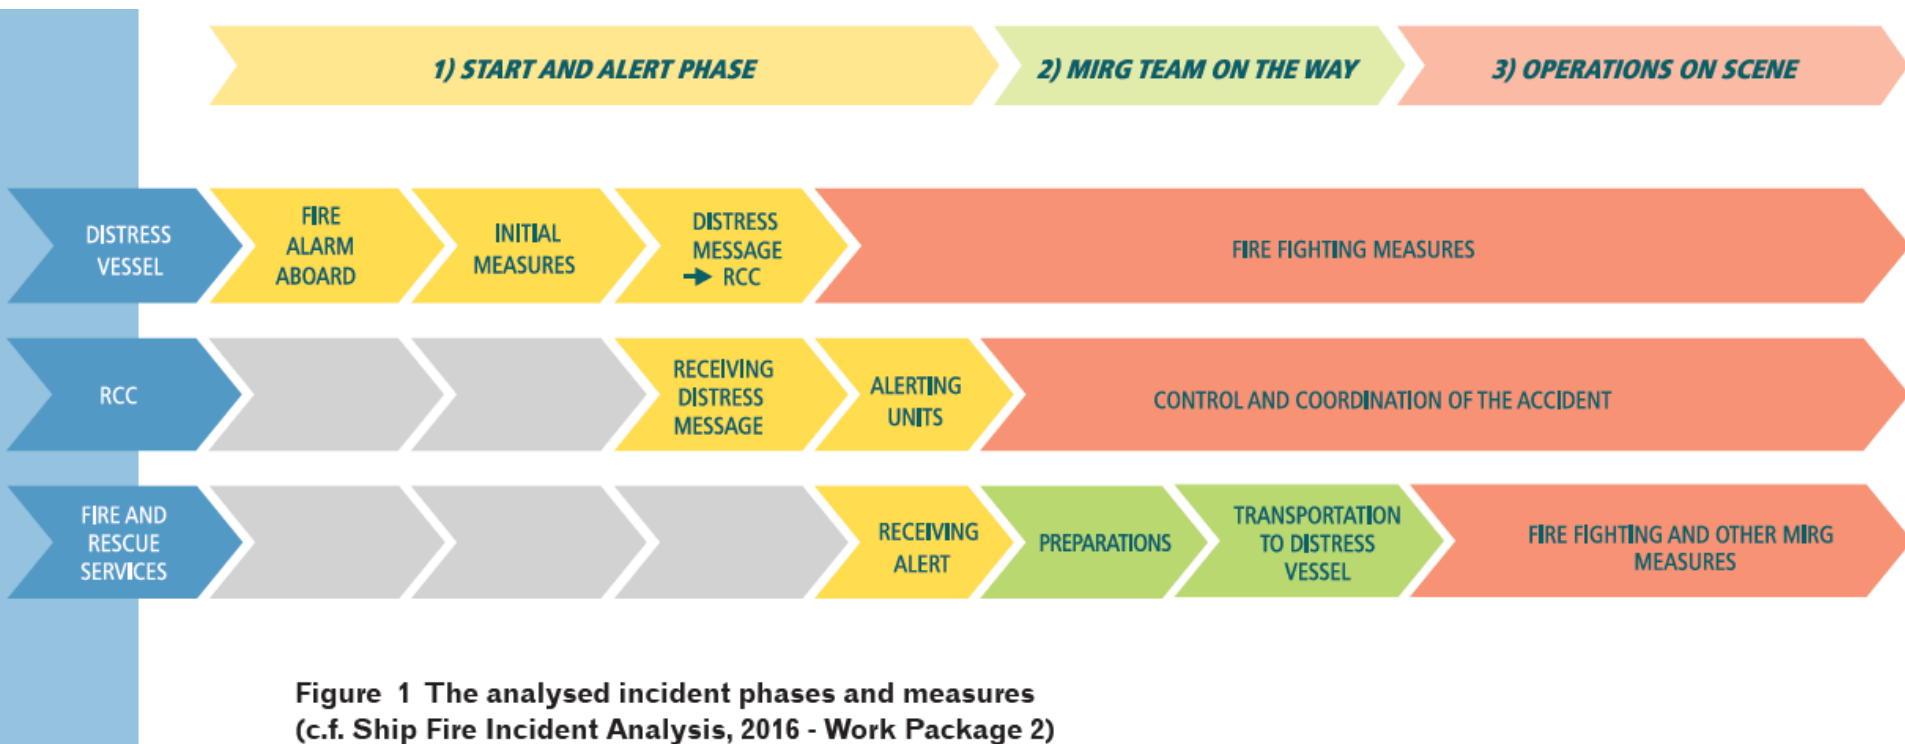 1) START AND ALERT PHASE
2) MIRG TEAM ON THE WAY
3) OPERATIONS ON SCENE
DISTRESS
VESSEL
FIRE
ALARM
ABOARD
INITIAL
MEASURES
DISTRESS
MESSAGE
→ RCC
FIRE FIGHTING MEASURES
RCC
RECEIVING
DISTRESS
MESSAGE
ALERTING
UNITS
CONTROL AND COORDINATION OF THE ACCIDENT
FIRE AND
RESCUE
SERVICES
RECEIVING
ALERT
PREPARATIONS
TRANSPORTATION
TO DISTRESS
VESSEL
FIRE FIGHTING AND OTHER MIRG
MEASURES
Figure 1 The analysed incident phases and measures
(c.f. Ship Fire Incident Analysis, 2016 - Work Package 2)